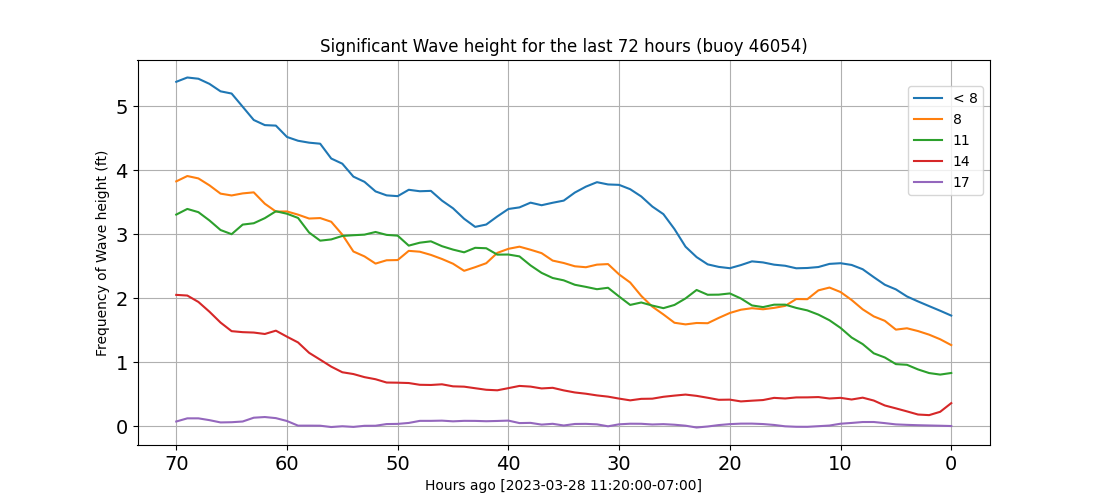 Significant Wave height for the last 72 hours (buoy 46054)
Frequency of Wave height (ft)
5
4
3
2
1
0
< 8
8
11
14
17
70 60 50 40 30 20 10 0
Hours ago [2023-03-28 11:20:00-07:00]